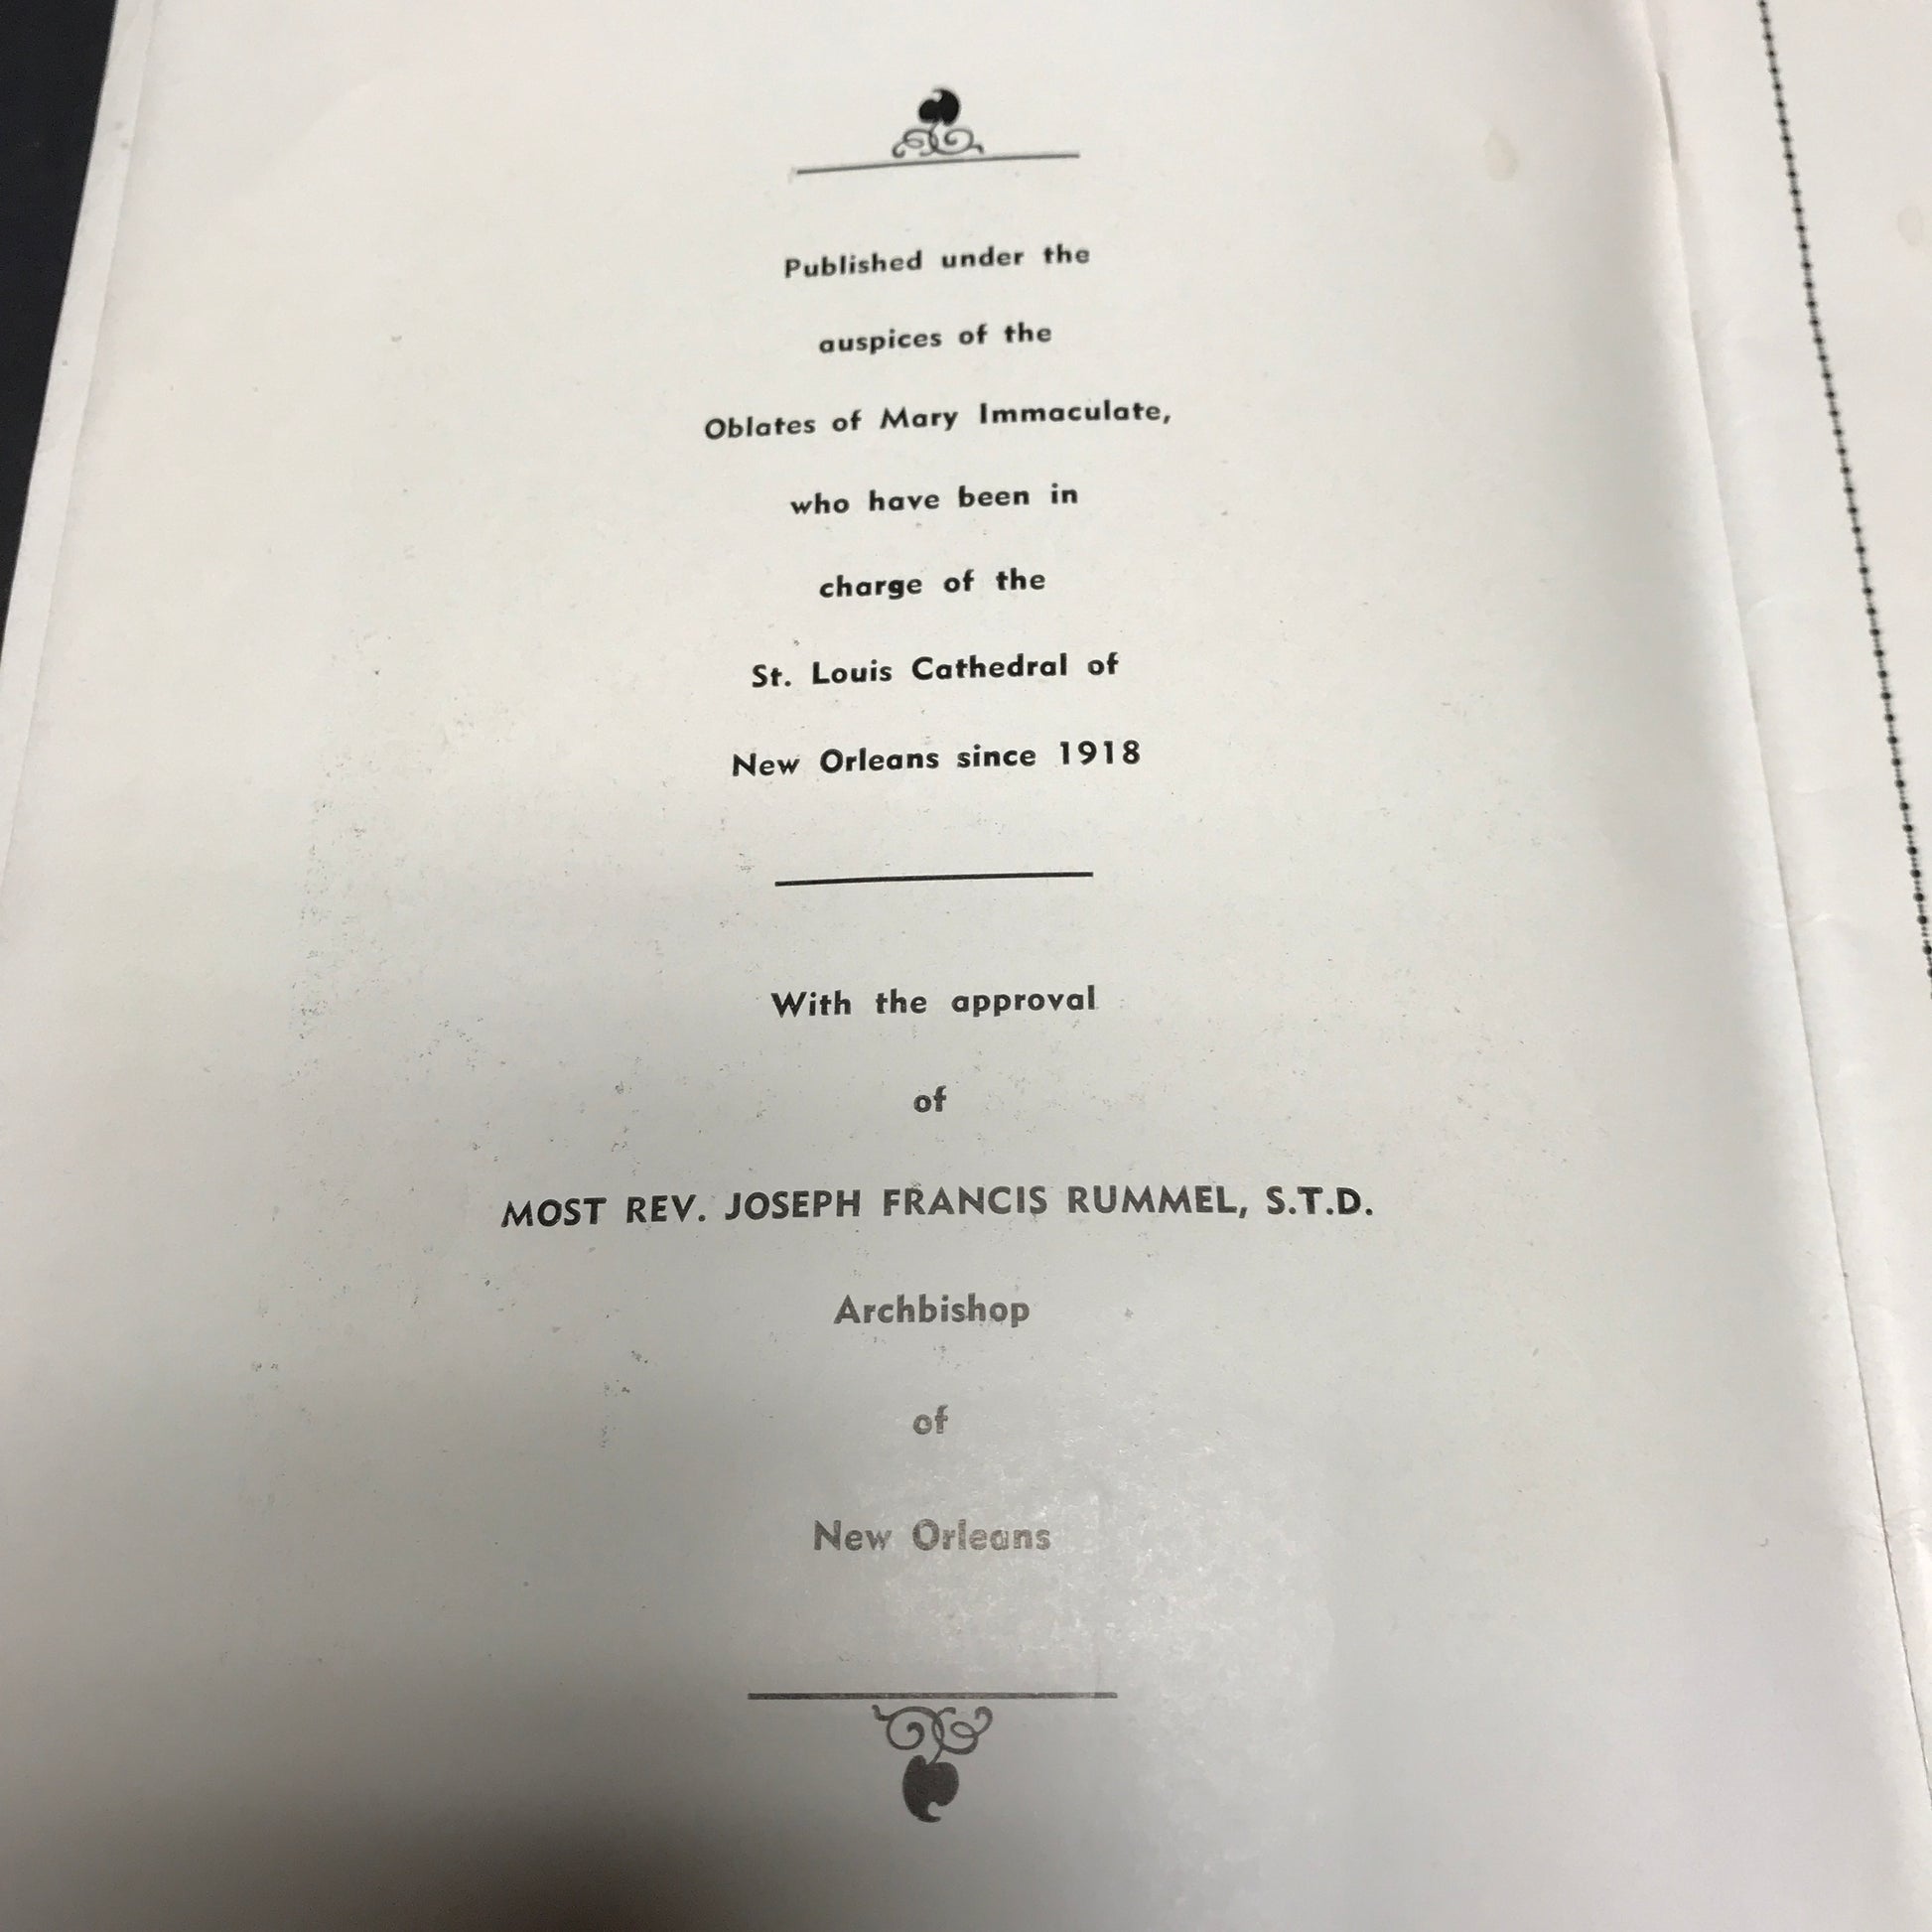 Published under the
auspices of the
Oblates of Mary Immaculate,
who have been in
charge of the
St. Louis Cathedral of
New Orleans since 1918
With the approval
of
MOST REV. JOSEPH FRANCIS RUMMEL, S.T.D.
Archbishop
of
New Orleans